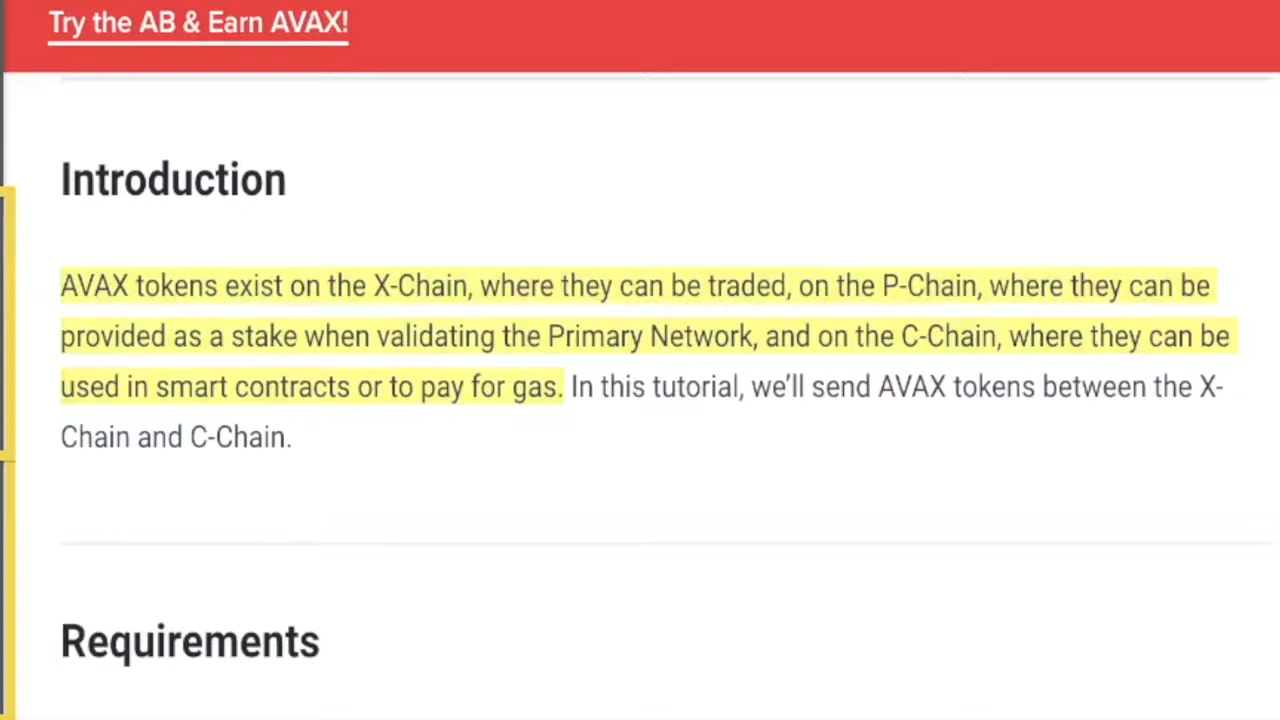 Try the AB & Earn AVAX!
Introduction
AVAX tokens exist on the X-Chain, where they can be traded, on the P-Chain, where they can be
provided as a stake when validating the Primary Network, and on the C-Chain, where they can be
used in smart contracts or to pay for gas. In this tutorial, we’ll send AVAX tokens between the X-
Chain and C-Chain.
Requirements